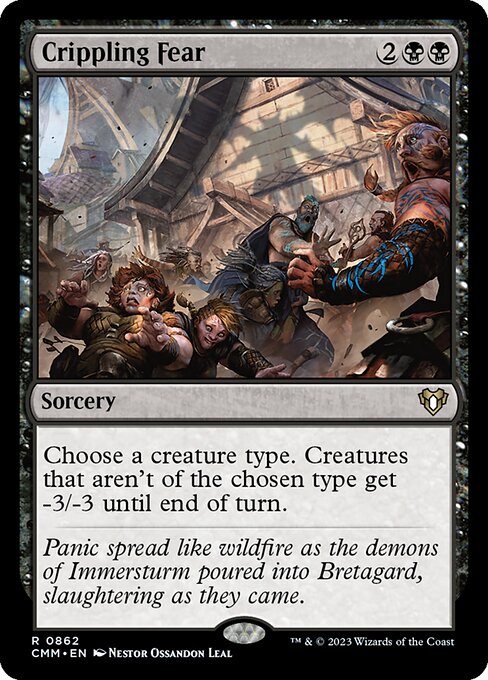 Crippling Fear 2
Sorcery
Choose a creature type. Creatures
that aren't of the chosen type get
-3/-3 until end of turn.
Panic spread like wildfire as the demons
of Immersturm poured into Bretagard,
slaughtering as they came.
R 0862
CMM • EN Nestor Ossandon Leal
™ & © 2023 Wizards of the Coast